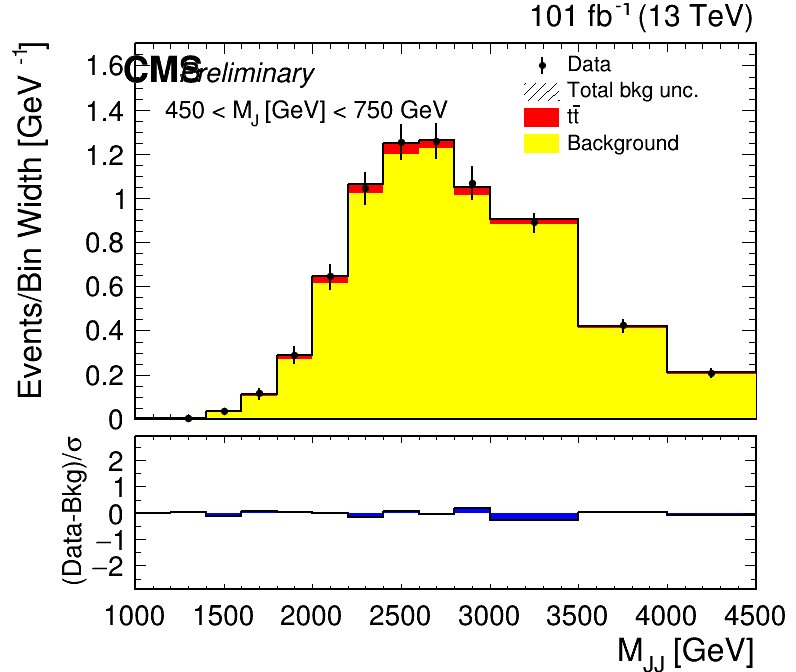 101 fb⁻¹ (13 TeV)
CMS Preliminary
450 < M_J [GeV] < 750 GeV
Data
Total bkg unc.
tt̄
Background
Events/Bin Width [GeV⁻¹]
1.6
1.4
1.2
1
0.8
0.6
0.4
0.2
0
(Data-Bkg)/σ
2
1
0
−1
−2
1000 1500 2000 2500 3000 3500 4000 4500
M_JJ [GeV]